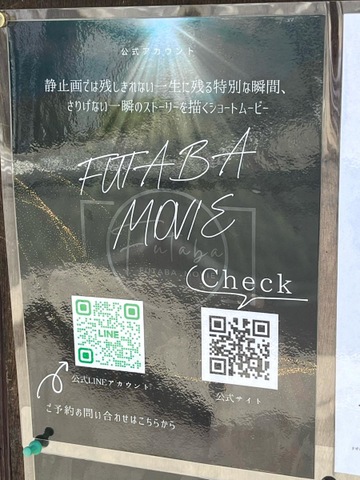 公式アカウント
静止画では残しきれない一生に残る特別な瞬間、
さりげない一瞬のストーリーを描くショートムービー
FUTABA
MOVIE
Futaba
FUTABA
Check
LINE
公式LINEアカウント
公式サイト
ご予約お問い合わせはこちらから